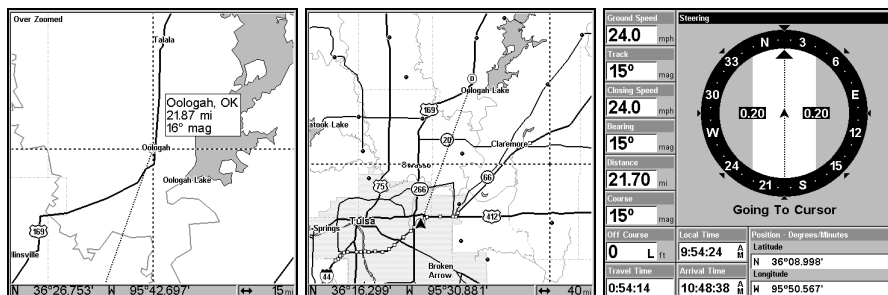 Over Zoomed
Talala
Oologah, OK
21.87 mi
16° mag
Oologah
Oologah Lake
169
llinsville
N 36°26.753' W 95°42.697' ↔ 15 mi
D
Oologah Lake
169
atook Lake
20
Claremore
Owasso
66
75
266
412
Tulsa
-Springs
Broken
Arrow
44
N 36°16.299' W 95°30.881' ↔ 40 mi
Ground Speed
24.0 mph
Track
15° mag
Closing Speed
24.0 mph
Bearing
15° mag
Distance
21.70 mi
Course
15° mag
Off Course
0 L ft
Travel Time
0:54:14
Steering
N 3 6 E 12 15 S 21 24 W 30 33
0.20 0.20
Going To Cursor
Local Time
9:54:24 AM
Arrival Time
10:48:38 AM
Position - Degrees/Minutes
Latitude
N 36°08.998'
Longitude
W 95°50.567'